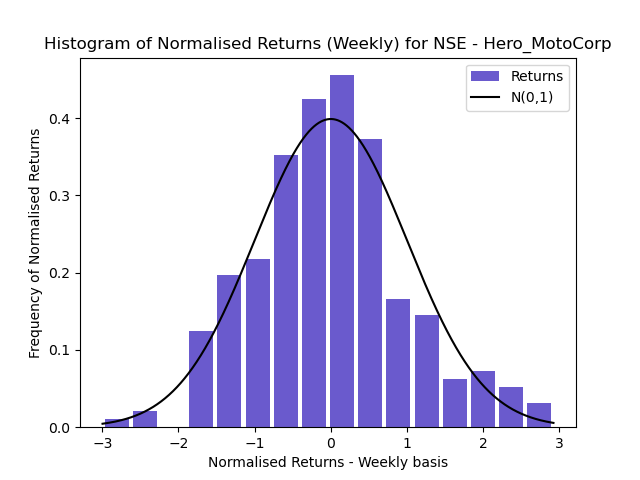 Histogram of Normalised Returns (Weekly) for NSE - Hero_MotoCorp
Returns
N(0,1)
Frequency of Normalised Returns
0.4
0.3
0.2
0.1
0.0
−3 −2 −1 0 1 2 3
Normalised Returns - Weekly basis